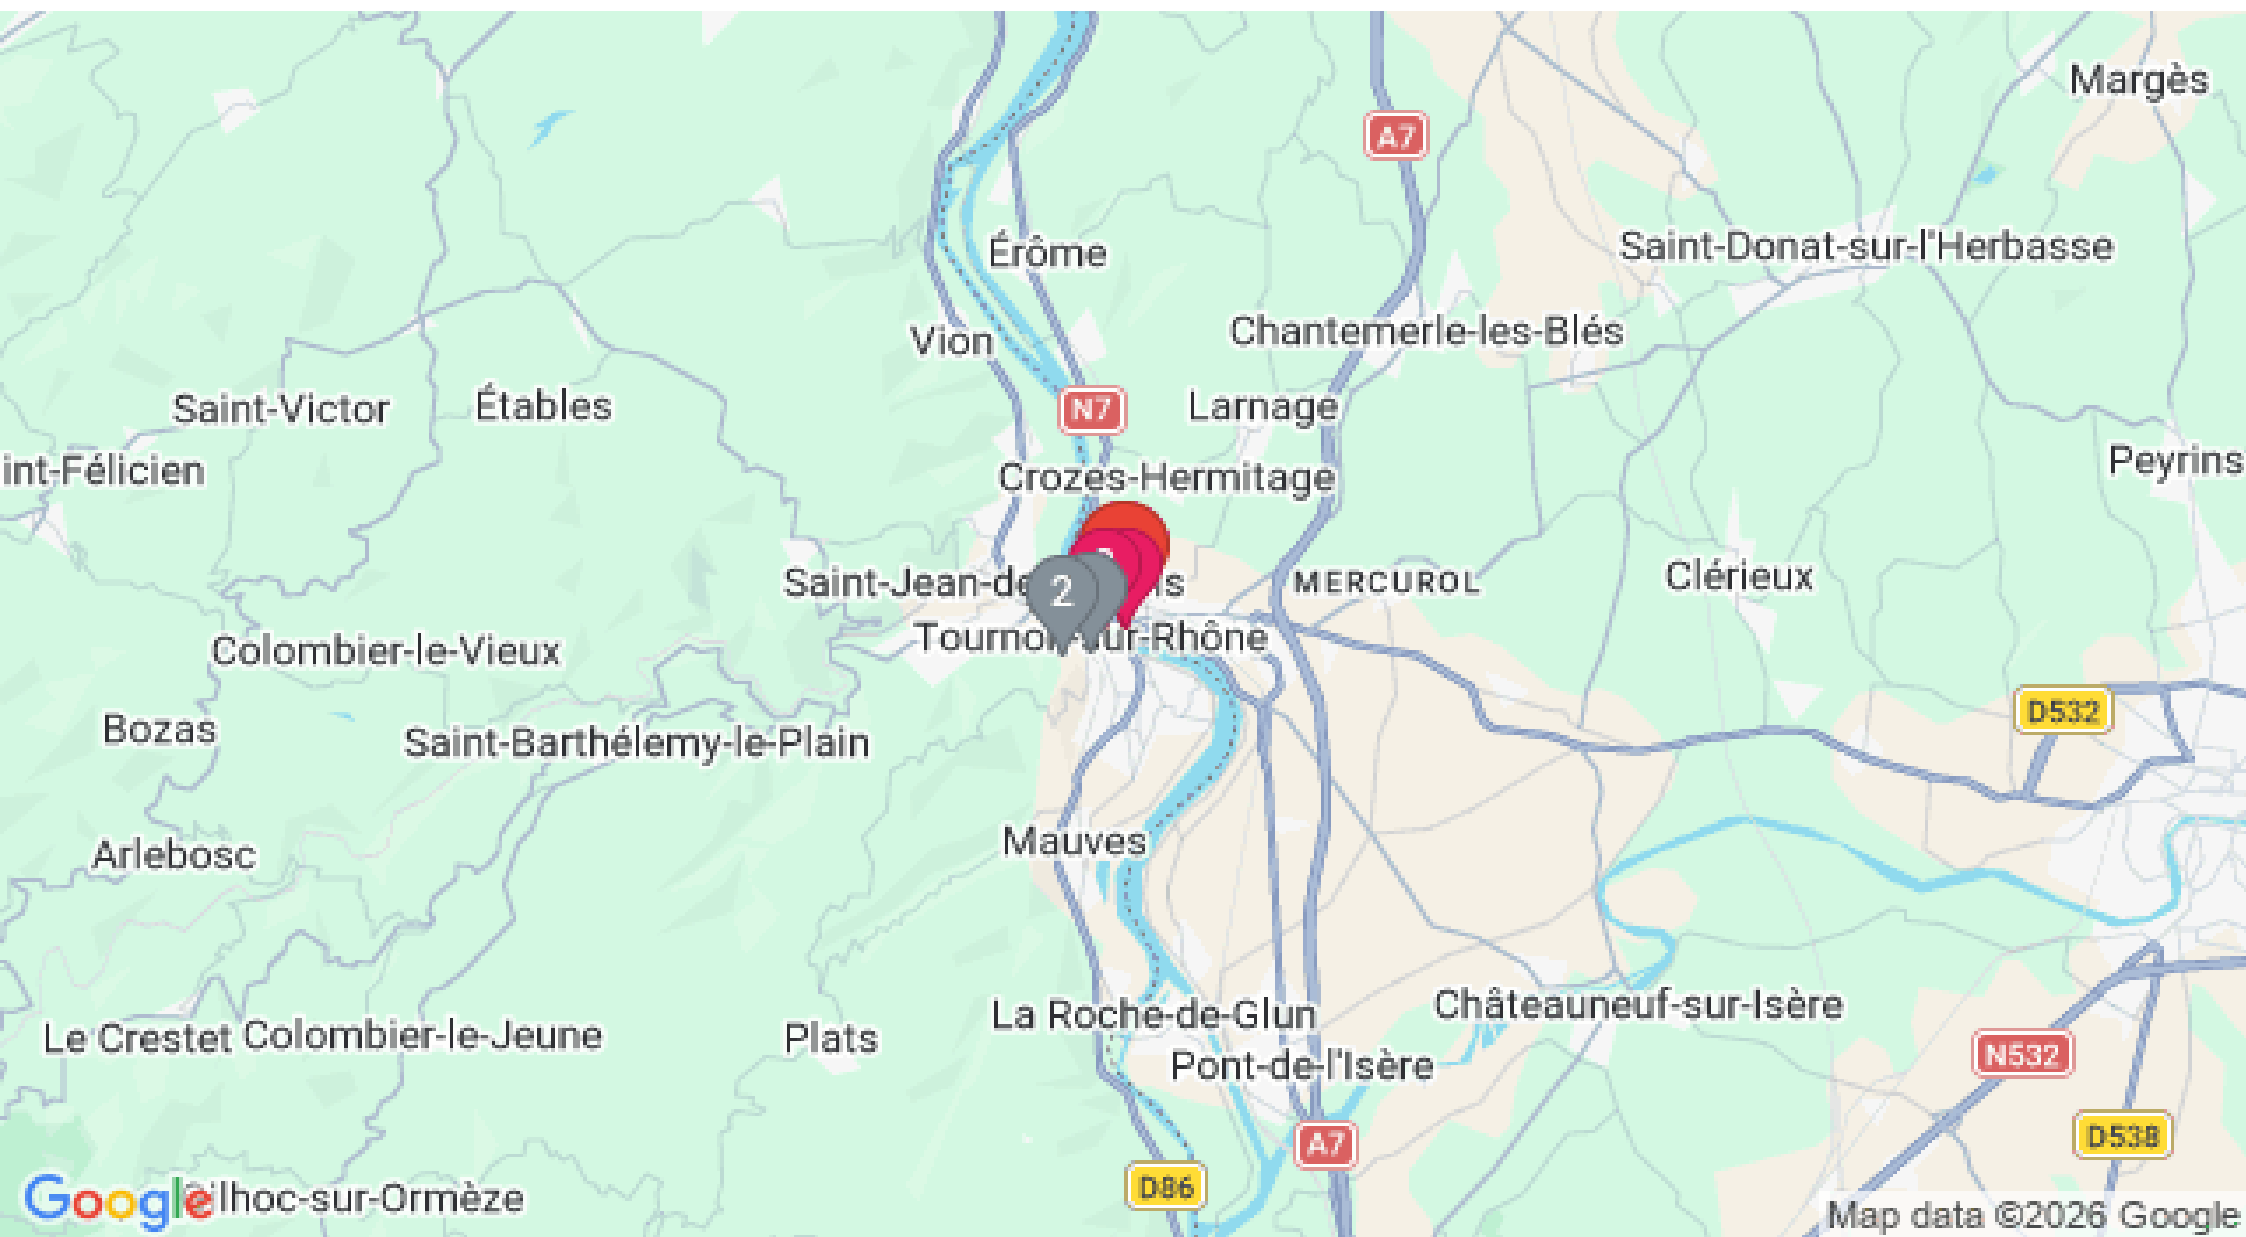 Margès
A7
Saint-Donat-sur-l'Herbasse
Érôme
Chantemerle-les-Blés
Vion
N7
Larnage
Saint-Victor
Étables
Peyrins
int-Félicien
Crozes-Hermitage
Clérieux
MERCUROL
Saint-Jean-de
2
Colombier-le-Vieux
Tournon-sur-Rhône
D532
Bozas
Saint-Barthélemy-le-Plain
Mauves
Arlebosc
Châteauneuf-sur-Isère
La Roche-de-Glun
Le Crestet
Colombier-le-Jeune
Plats
N532
Pont-de-l'Isère
D538
A7
D86
Google
ilhoc-sur-Ormèze
Map data ©2026 Google